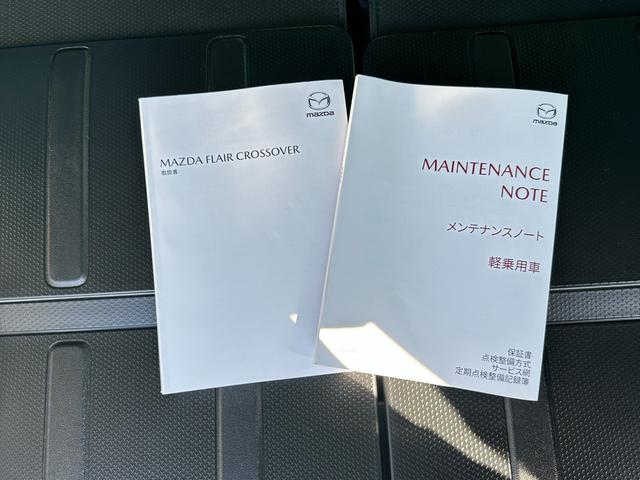 mazda
MAZDA FLAIR CROSSOVER
取扱書
mazda
MAINTENANCE
NOTE
メンテナンスノート
軽乗用車
保証書
点検整備方式
サービス網
定期点検整備記録簿